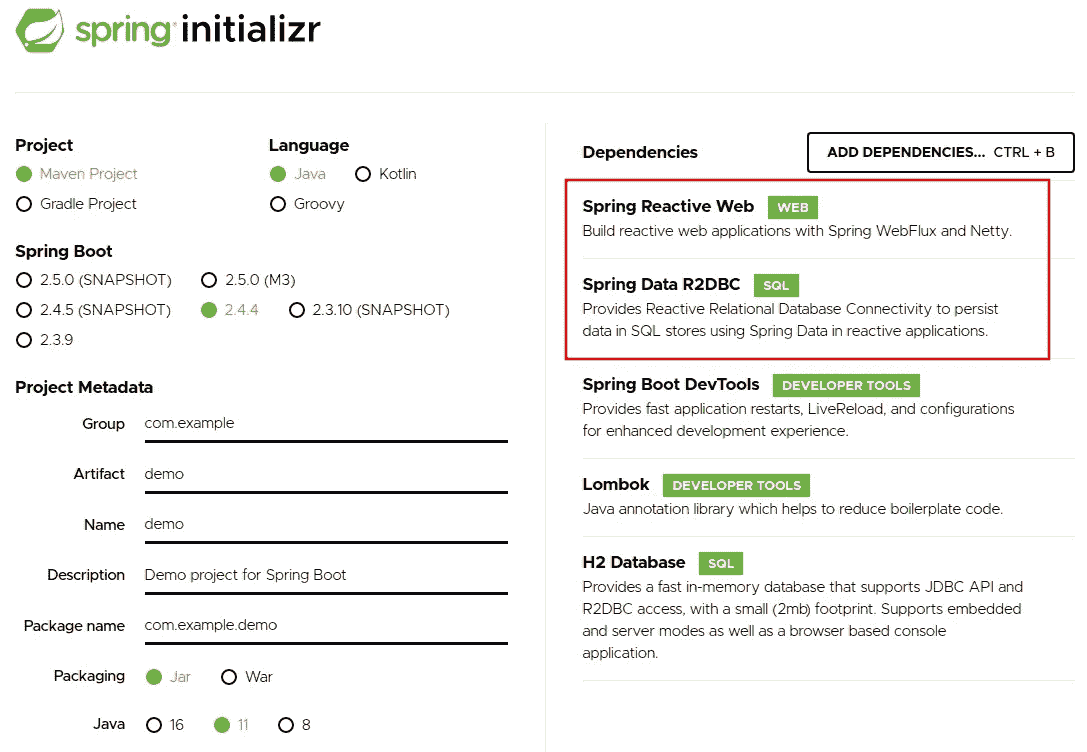 spring initializr
Project
Maven Project
Gradle Project
Language
Java Kotlin
Groovy
Spring Boot
2.5.0 (SNAPSHOT) 2.5.0 (M3)
2.4.5 (SNAPSHOT) 2.4.4 2.3.10 (SNAPSHOT)
2.3.9
Project Metadata
Group com.example
Artifact demo
Name demo
Description Demo project for Spring Boot
Package name com.example.demo
Packaging Jar War
Java 16 11 8
Dependencies ADD DEPENDENCIES... CTRL + B
Spring Reactive Web WEB
Build reactive web applications with Spring WebFlux and Netty.
Spring Data R2DBC SQL
Provides Reactive Relational Database Connectivity to persist
data in SQL stores using Spring Data in reactive applications.
Spring Boot DevTools DEVELOPER TOOLS
Provides fast application restarts, LiveReload, and configurations
for enhanced development experience.
Lombok DEVELOPER TOOLS
Java annotation library which helps to reduce boilerplate code.
H2 Database SQL
Provides a fast in-memory database that supports JDBC API and
R2DBC access, with a small (2mb) footprint. Supports embedded
and server modes as well as a browser based console
application.